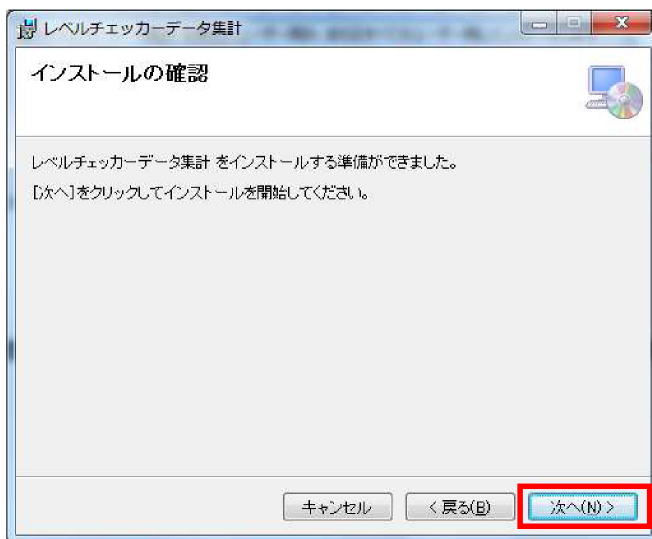 レベルチェッカーデータ集計
インストールの確認
レベルチェッカーデータ集計 をインストールする準備ができました。
[次へ]をクリックしてインストールを開始してください。
キャンセル
< 戻る(B)
次へ(N) >